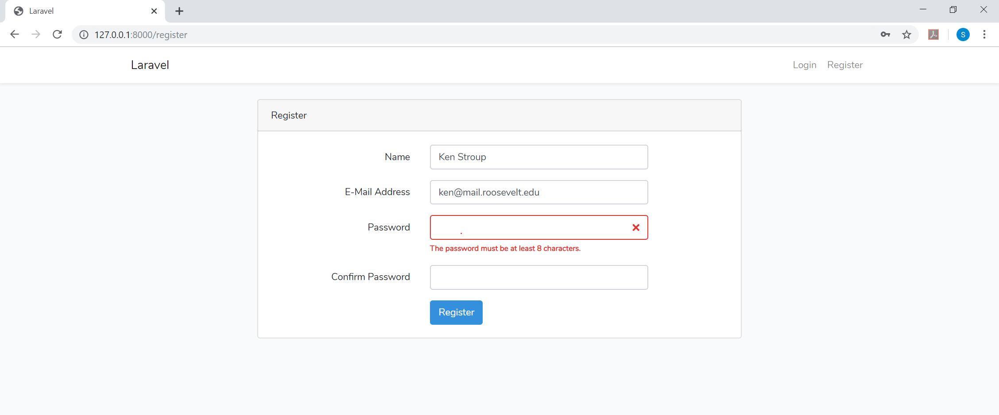 Laravel
127.0.0.1:8000/register
S
Laravel
Login Register
Register
Name Ken Stroup
E-Mail Address ken@mail.roosevelt.edu
Password
The password must be at least 8 characters.
Confirm Password
Register